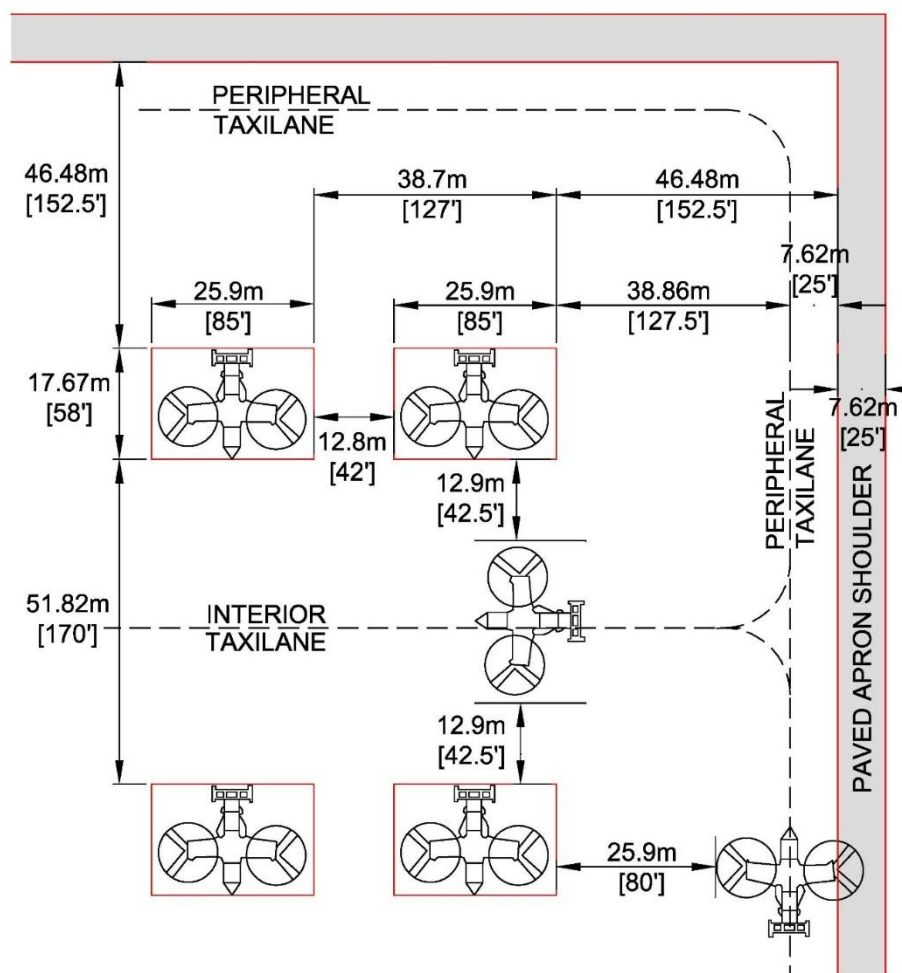 PERIPHERAL
TAXILANE
46.48m
[152.5']
38.7m
[127']
46.48m
[152.5']
7.62m
[25']
25.9m
[85']
25.9m
[85']
38.86m
[127.5']
17.67m
[58']
12.8m
[42']
7.62m
[25']
12.9m
[42.5']
PERIPHERAL
TAXILANE
PAVED APRON SHOULDER
51.82m
[170']
INTERIOR
TAXILANE
12.9m
[42.5']
25.9m
[80']